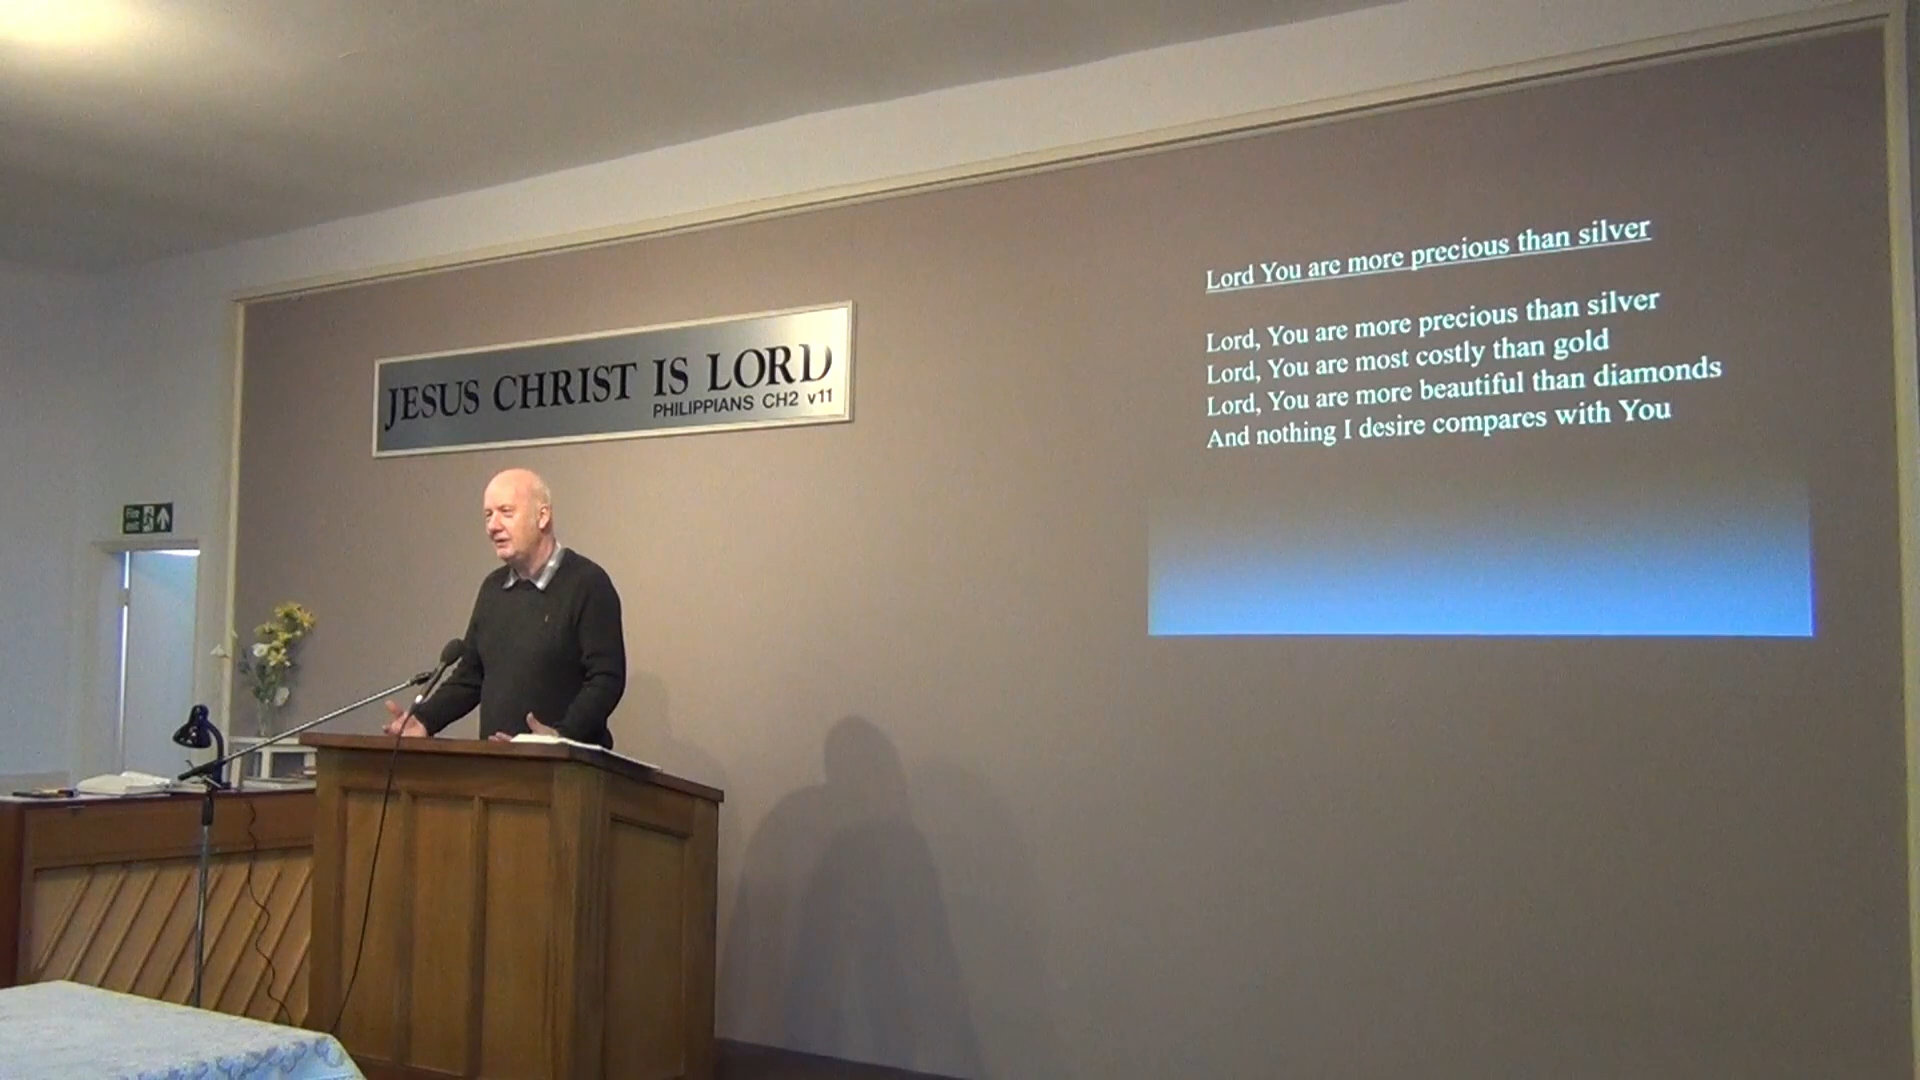 JESUS CHRIST IS LORD
PHILIPPIANS CH2 v11
Lord You are more precious than silver
Lord, You are more precious than silver
Lord, You are most costly than gold
Lord, You are more beautiful than diamonds
And nothing I desire compares with You
Fire
exit